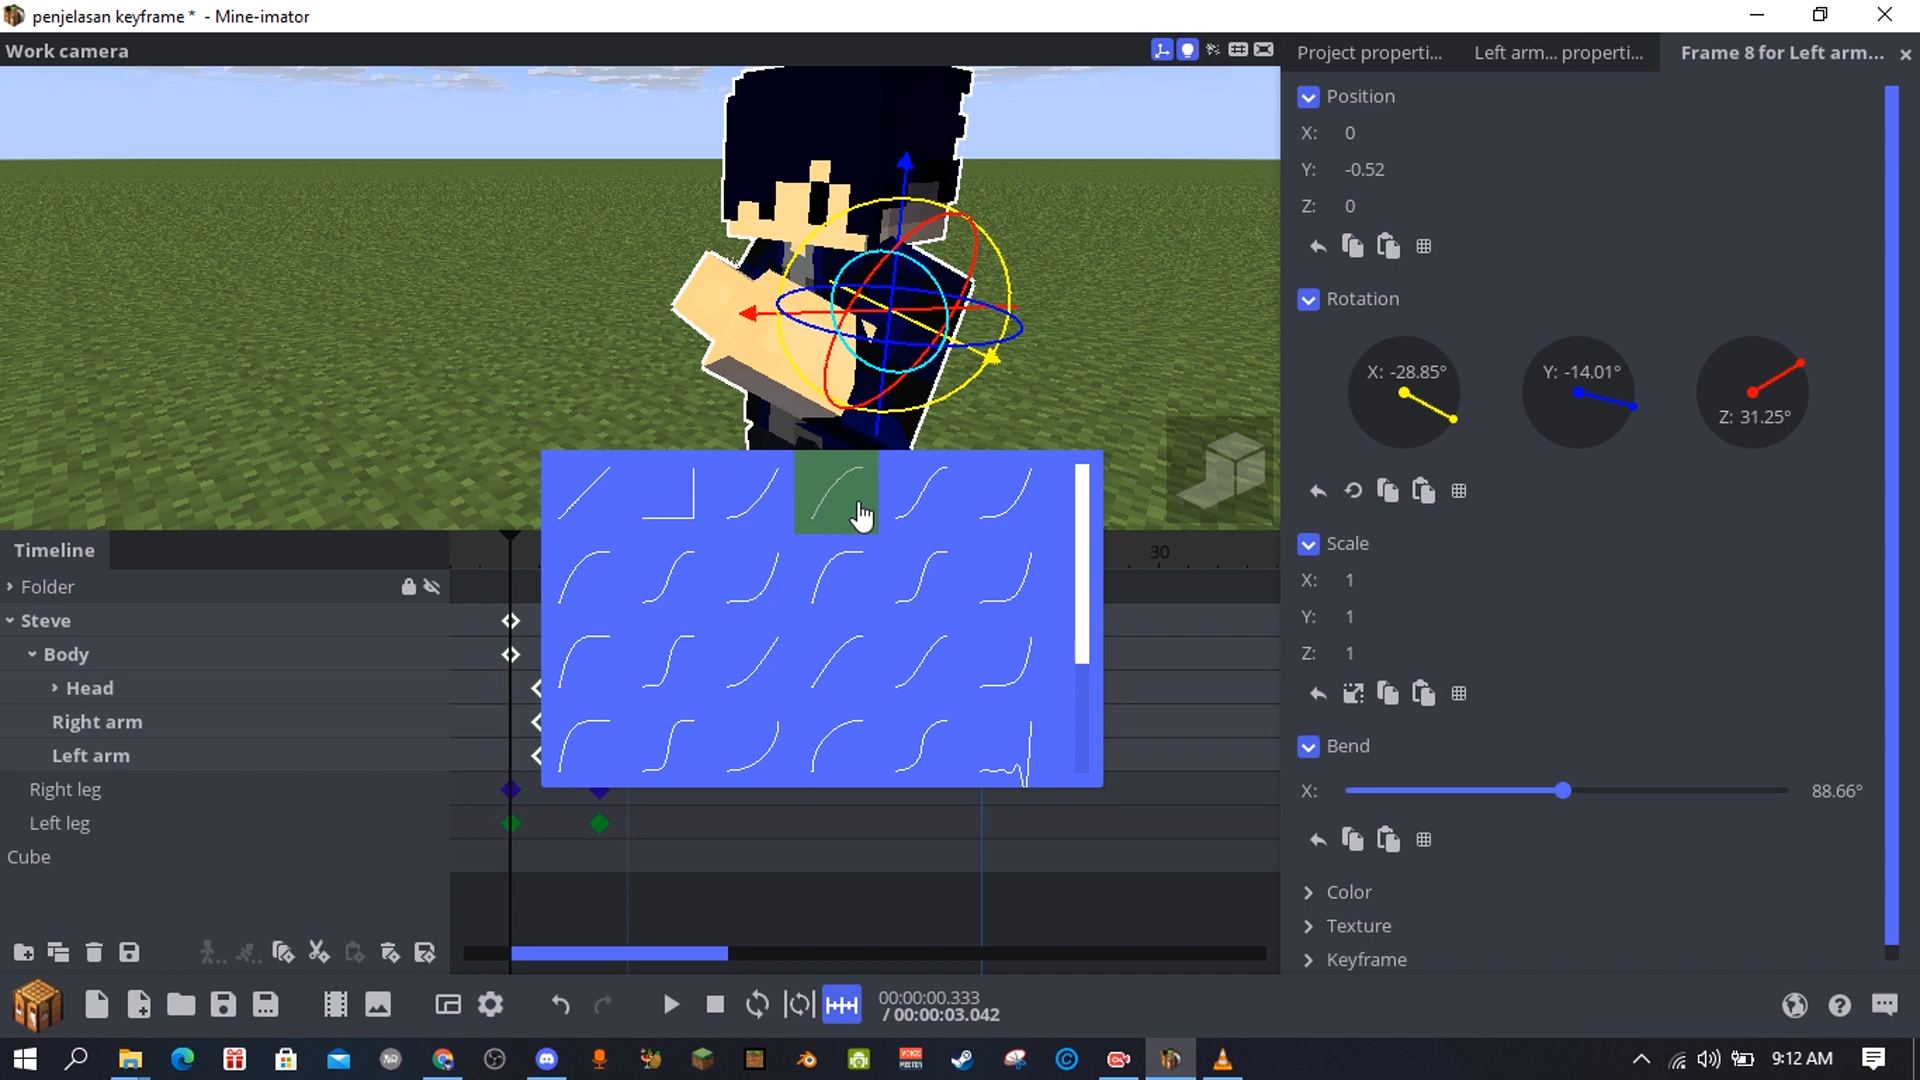 penjelasan keyframe * - Mine-imator
Work camera
Project properti...
Left arm... properti...
Frame 8 for Left arm...
Position
X: 0
Y: -0.52
Z: 0
Rotation
X: -28.85°
Y: -14.01°
Z: 31.25°
Scale
X: 1
Y: 1
Z: 1
Bend
X: 88.66°
Color
Texture
Keyframe
Timeline
30
Folder
Steve
Body
Head
Right arm
Left arm
Right leg
Left leg
Cube
00:00:00.333
/ 00:00:03.042
9:12 AM